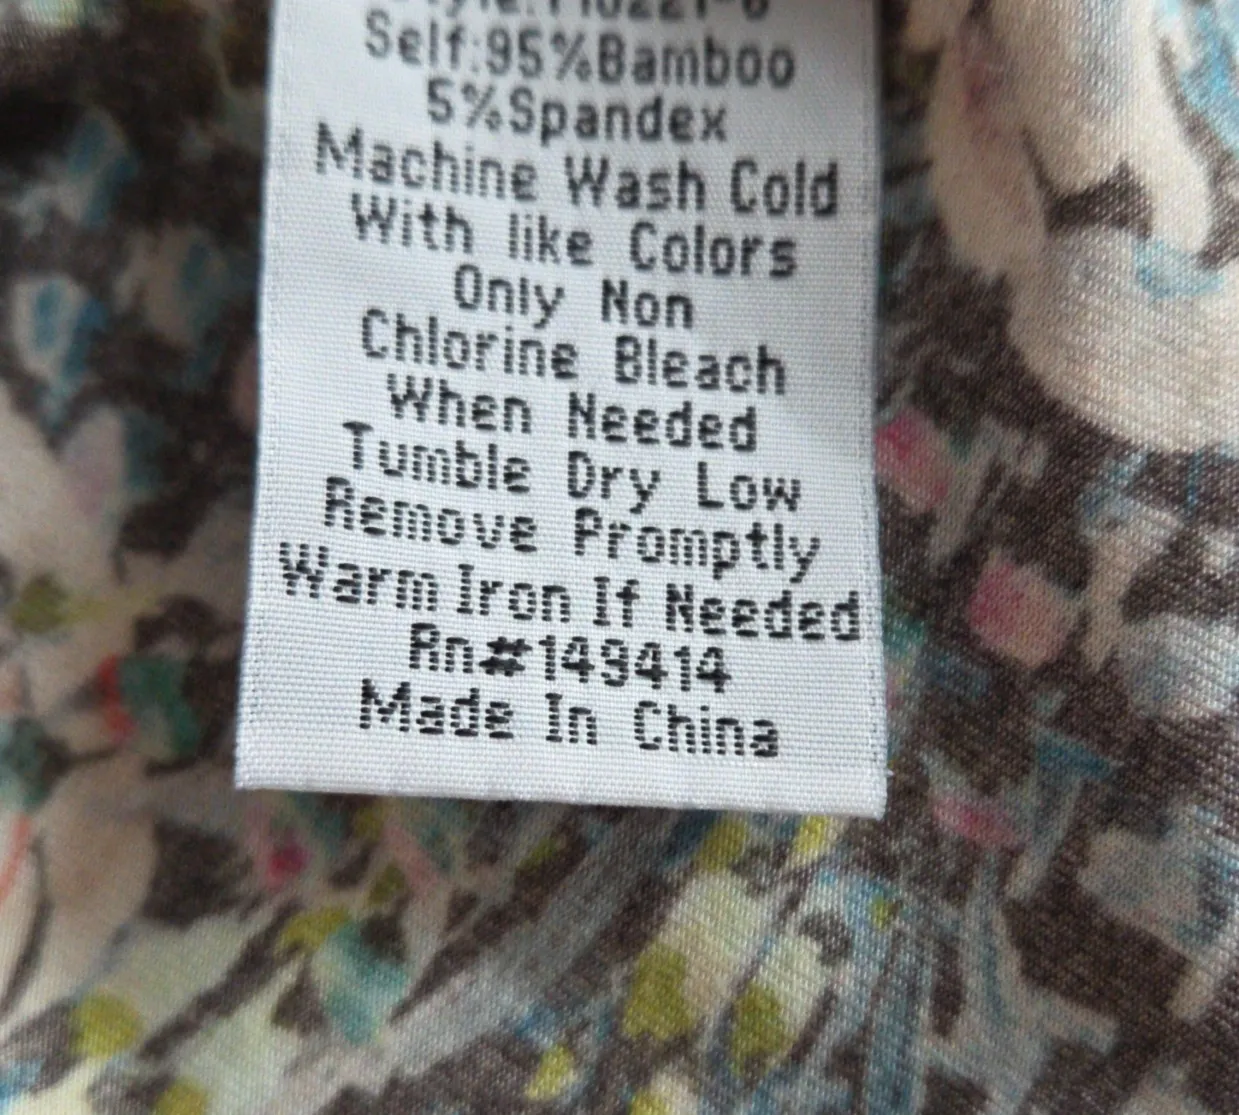 Self:95%Bamboo
5%Spandex
Machine Wash Cold
With like Colors
Only Non
Chlorine Bleach
When Needed
Tumble Dry Low
Remove Promptly
Warm Iron If Needed
Rn#149414
Made In China